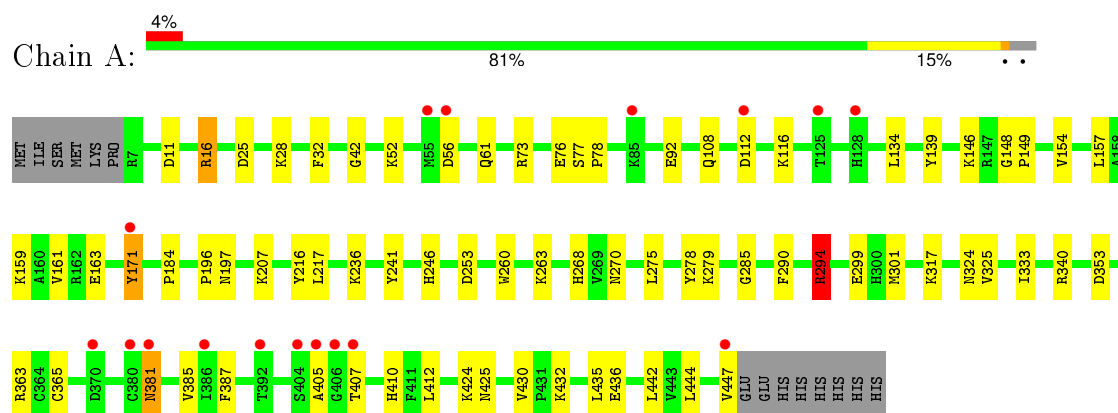 4%
Chain A:
81%
15%
MET ILE SER MET LYS PRO R7 D11 R16 D25 K28 F32 G42 K52 M55 D56 Q61 R73 E76 S77 P78 K85 E92 Q108 D112 K116 T125 H128 L134 Y139 K146 R147 G148 P149 V154 L157 A158
K159 A160 V161 R162 E163 Y171 P184 P196 N197 K207 Y216 L217 K236 Y241 H246 D253 W260 K263 H268 V269 N270 L275 Y278 K279 G285 F290 R294 E299 H300 M301 K317 N324 V325 I333 R340 D353
R363 C364 C365 D370 C380 N381 V385 I386 F387 T392 S404 A405 G406 T407 H410 F411 L412 K424 N425 V430 P431 K432 L435 E436 L442 V443 L444 V447 GLU GLU HIS HIS HIS HIS HIS HIS